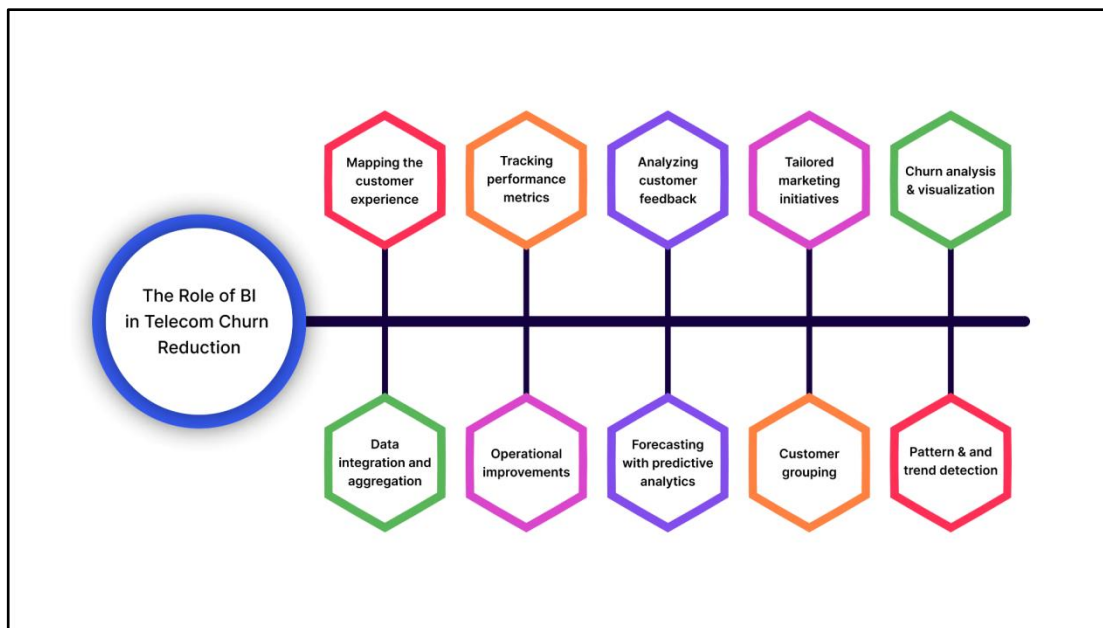 The Role of BI
in Telecom Churn
Reduction
Mapping the
customer
experience
Tracking
performance
metrics
Analyzing
customer
feedback
Tailored
marketing
initiatives
Churn analysis
& visualization
Data
integration and
aggregation
Operational
improvements
Forecasting
with predictive
analytics
Customer
grouping
Pattern & and
trend detection